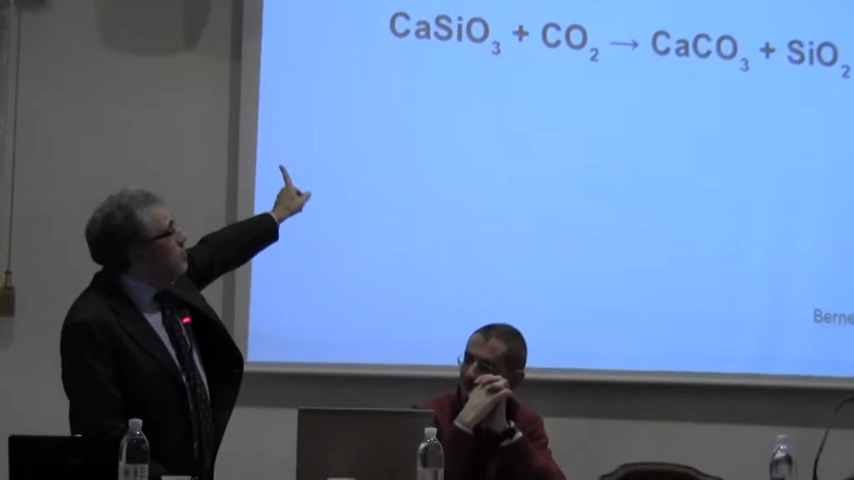 CaSiO₃ + CO₂ → CaCO₃ + SiO₂
Berne